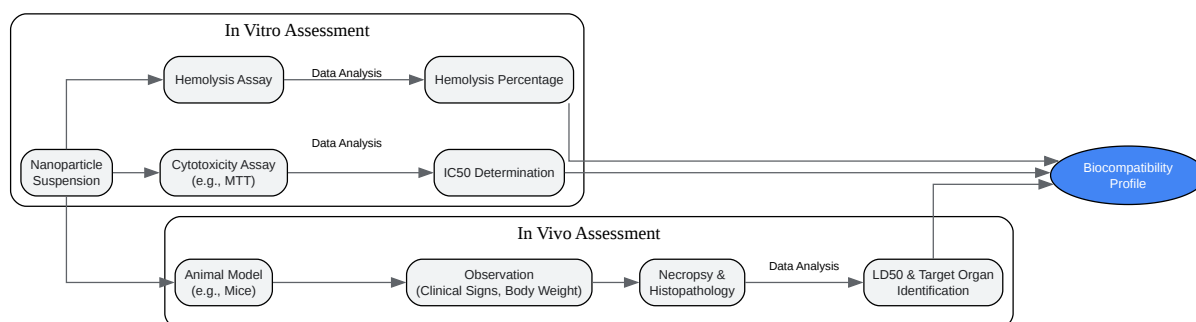 In Vitro Assessment
Hemolysis Assay
Data Analysis
Hemolysis Percentage
Nanoparticle
Suspension
Cytotoxicity Assay
(e.g., MTT)
Data Analysis
IC50 Determination
Biocompatibility
Profile
In Vivo Assessment
Animal Model
(e.g., Mice)
Observation
(Clinical Signs, Body Weight)
Necropsy &
Histopathology
Data Analysis
LD50 & Target Organ
Identification